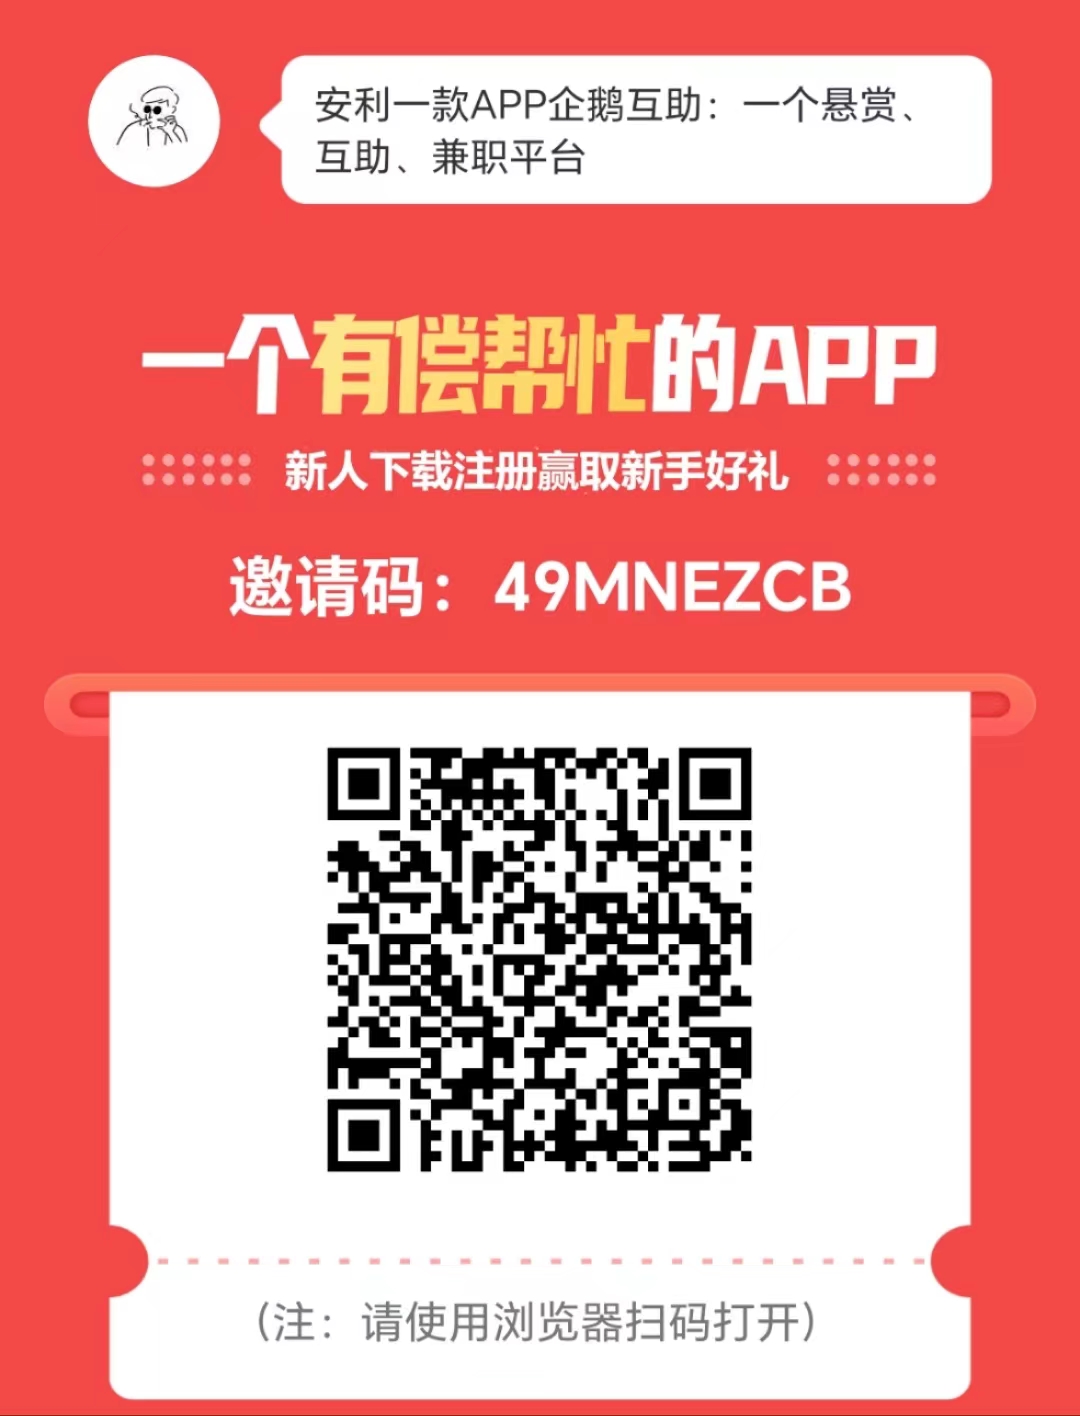 安利一款APP企鹅互助：一个悬赏、
互助、兼职平台
一个有偿帮忙的APP
新人下载注册赢取新手好礼
邀请码：49MNEZCB
（注：请使用浏览器扫码打开）